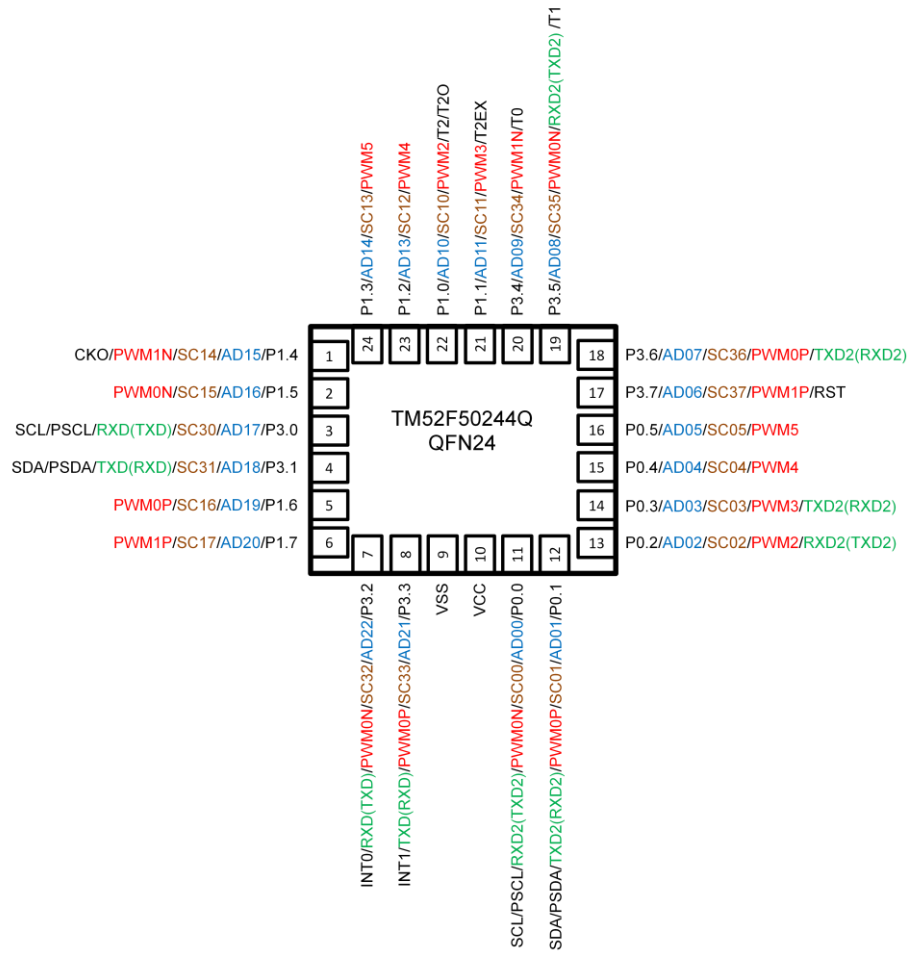 P1.3/AD14/SC13/PWM5
P1.2/AD13/SC12/PWM4
P1.0/AD10/SC10/PWM2/T2/T2O
P1.1/AD11/SC11/PWM3/T2EX
P3.4/AD09/SC34/PWM1N/T0
P3.5/AD08/SC35/PWM0N/RXD2(TXD2) /T1
24
23
22
21
20
19
CKO/PWM1N/SC14/AD15/P1.4
1
PWM0N/SC15/AD16/P1.5
2
SCL/PSCL/RXD(TXD)/SC30/AD17/P3.0
3
SDA/PSDA/TXD(RXD)/SC31/AD18/P3.1
4
PWM0P/SC16/AD19/P1.6
5
PWM1P/SC17/AD20/P1.7
6
TM52F50244Q
QFN24
18
P3.6/AD07/SC36/PWM0P/TXD2(RXD2)
17
P3.7/AD06/SC37/PWM1P/RST
16
P0.5/AD05/SC05/PWM5
15
P0.4/AD04/SC04/PWM4
14
P0.3/AD03/SC03/PWM3/TXD2(RXD2)
13
P0.2/AD02/SC02/PWM2/RXD2(TXD2)
7
8
9
10
11
12
INT0/RXD(TXD)/PWM0N/SC32/AD22/P3.2
INT1/TXD(RXD)/PWM0P/SC33/AD21/P3.3
VSS
VCC
SCL/PSCL/RXD2(TXD2)/PWM0N/SC00/AD00/P0.0
SDA/PSDA/TXD2(RXD2)/PWM0P/SC01/AD01/P0.1